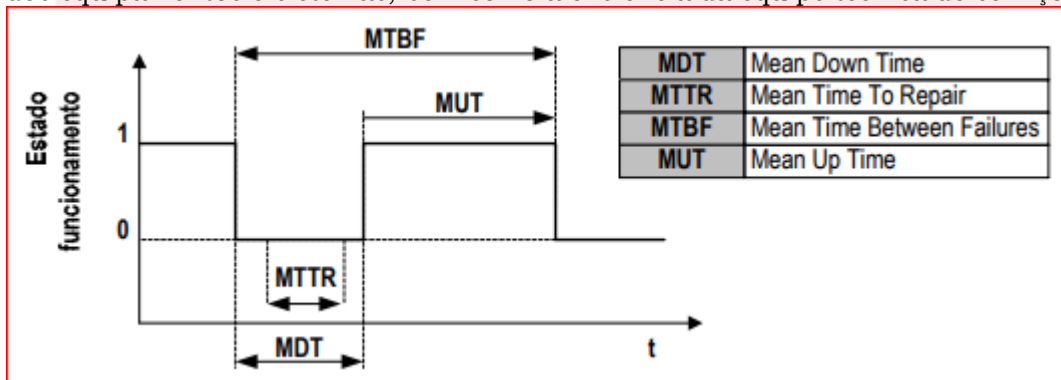 MTBF
MUT
Estado
funcionamento
1
0
MTTR
MDT
t
MDT Mean Down Time
MTTR Mean Time To Repair
MTBF Mean Time Between Failures
MUT Mean Up Time